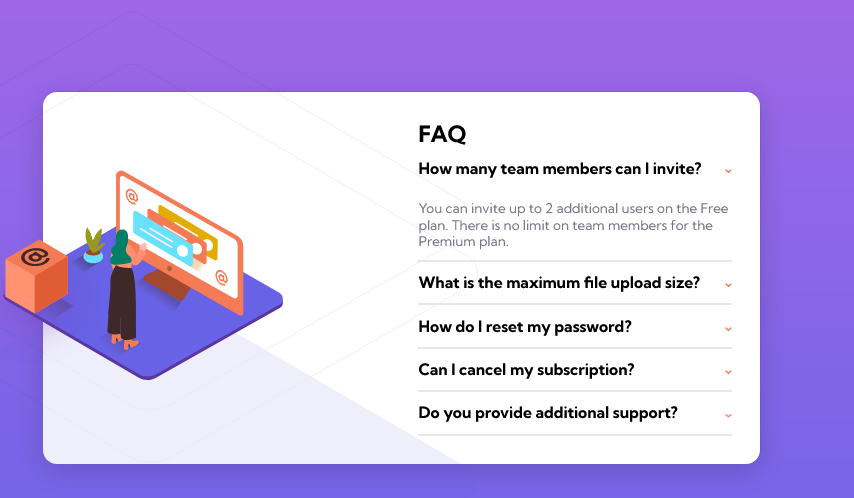 FAQ
How many team members can I invite?
You can invite up to 2 additional users on the Free
plan. There is no limit on team members for the
Premium plan.
What is the maximum file upload size?
How do I reset my password?
Can I cancel my subscription?
Do you provide additional support?
@
@
@